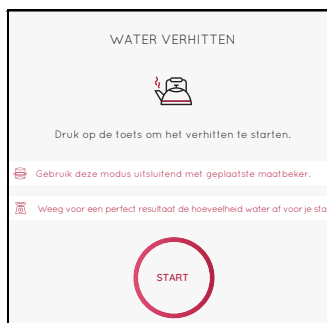 WATER VERHITTEN
Druk op de toets om het verhitten te starten.
Gebruik deze modus uitsluitend met geplaatste maatbeker.
Weeg voor een perfect resultaat de hoeveelheid water af voor je sta
START